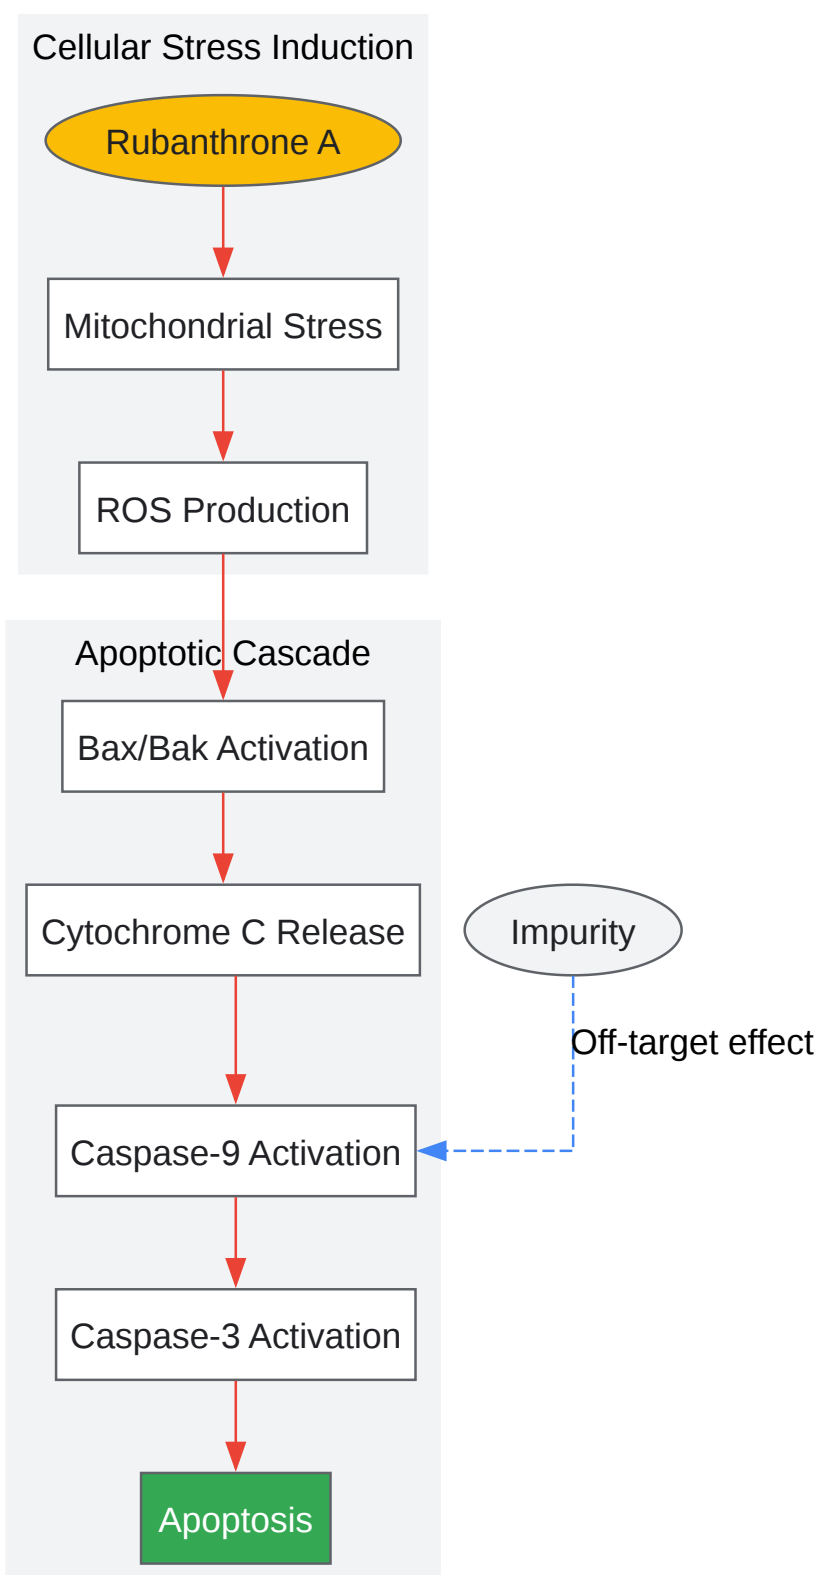 Cellular Stress Induction
Rubanthrone A
Mitochondrial Stress
ROS Production
Apoptotic Cascade
Bax/Bak Activation
Cytochrome C Release
Impurity
Off-target effect
Caspase-9 Activation
Caspase-3 Activation
Apoptosis